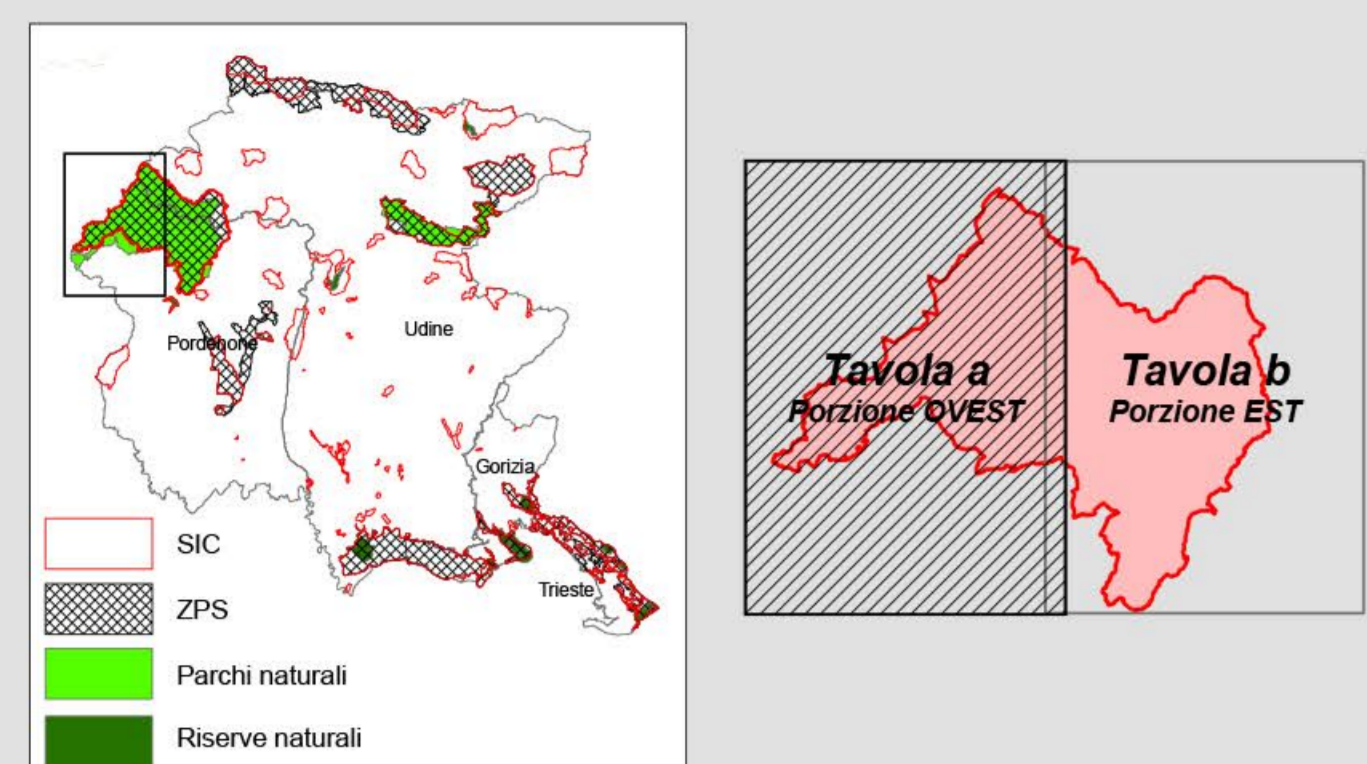 Pordenone
Udine
Gorizia
Trieste
SIC
ZPS
Parchi naturali
Riserve naturali
Tavola a
Porzione OVEST
Tavola b
Porzione EST